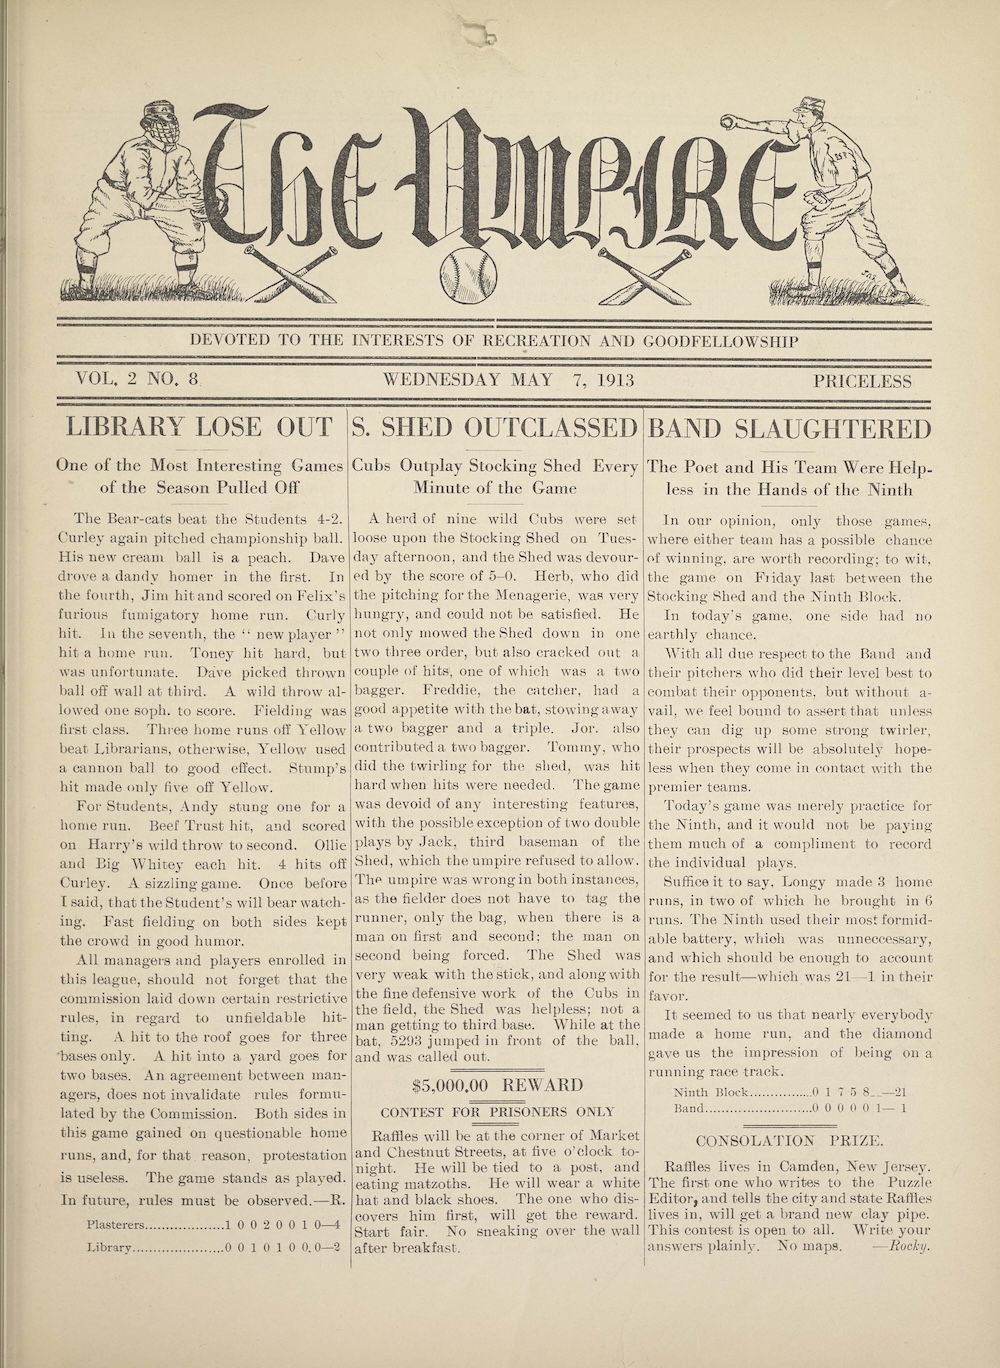 THE UMPIRE
DEVOTED TO THE INTERESTS OF RECREATION AND GOODFELLOWSHIP
VOL. 2 NO. 8 WEDNESDAY MAY 7, 1913 PRICELESS
LIBRARY LOSE OUT
One of the Most Interesting Games
of the Season Pulled Off
The Bear-cats beat the Students 4-2.
Curley again pitched championship ball.
His new cream ball is a peach. Dave
drove a dandy homer in the first. In
the fourth, Jim hit and scored on Felix's
furious fumigatory home run. Curly
hit. In the seventh, the “ new player ”
hit a home run. Toney hit hard, but
was unfortunate. Dave picked thrown
ball off wall at third. A wild throw al-
lowed one soph. to score. Fielding was
first class. Three home runs off Yellow
beat Librarians, otherwise, Yellow used
a cannon ball to good effect. Stump's
hit made only five off Yellow.
For Students, Andy stung one for a
home run. Beef Trust hit, and scored
on Harry's wild throw to second. Ollie
and Big Whitey each hit. 4 hits off
Curley. A sizzling game. Once before
I said, that the Student's will bear watch-
ing. Fast fielding on both sides kept
the crowd in good humor.
All managers and players enrolled in
this league, should not forget that the
commission laid down certain restrictive
rules, in regard to unfieldable hit-
ting. A hit to the roof goes for three
bases only. A hit into a yard goes for
two bases. An agreement between man-
agers, does not invalidate rules formu-
lated by the Commission. Both sides in
this game gained on questionable home
runs, and, for that reason, protestation
is useless. The game stands as played.
In future, rules must be observed.—R.
Plasterers...................1 0 0 2 0 0 1 0—4
Library......................0 0 1 0 1 0 0. 0—2
S. SHED OUTCLASSED
Cubs Outplay Stocking Shed Every
Minute of the Game
A herd of nine wild Cubs were set
loose upon the Stocking Shed on Tues-
day afternoon, and the Shed was devour-
ed by the score of 5–0. Herb, who did
the pitching for the Menagerie, was very
hungry, and could not be satisfied. He
not only mowed the Shed down in one
two three order, but also cracked out a
couple of hits, one of which was a two
bagger. Freddie, the catcher, had a
good appetite with the bat, stowing away
a two bagger and a triple. Jor. also
contributed a two bagger. Tommy, who
did the twirling for the shed, was hit
hard when hits were needed. The game
was devoid of any interesting features,
with the possible exception of two double
plays by Jack, third baseman of the
Shed, which the umpire refused to allow.
The umpire was wrong in both instances,
as the fielder does not have to tag the
runner, only the bag, when there is a
man on first and second; the man on
second being forced. The Shed was
very weak with the stick, and along with
the fine defensive work of the Cubs in
the field, the Shed was helpless; not a
man getting to third base. While at the
bat, 5293 jumped in front of the ball,
and was called out.
$5,000,00 REWARD
CONTEST FOR PRISONERS ONLY
Raffles will be at the corner of Market
and Chestnut Streets, at five o'clock to-
night. He will be tied to a post, and
eating matzoths. He will wear a white
hat and black shoes. The one who dis-
covers him first, will get the reward.
Start fair. No sneaking over the wall
after breakfast.
BAND SLAUGHTERED
The Poet and His Team Were Help-
less in the Hands of the Ninth
In our opinion, only those games,
where either team has a possible chance
of winning, are worth recording; to wit,
the game on Friday last between the
Stocking Shed and the Ninth Block.
In today's game, one side had no
earthly chance.
With all due respect to the Band and
their pitchers who did their level best to
combat their opponents, but without a-
vail, we feel bound to assert that unless
they can dig up some strong twirler,
their prospects will be absolutely hope-
less when they come in contact with the
premier teams.
Today's game was merely practice for
the Ninth, and it would not be paying
them much of a compliment to record
the individual plays.
Suffice it to say, Longy made 3 home
runs, in two of which he brought in 6
runs. The Ninth used their most formid-
able battery, which was unneccessary,
and which should be enough to account
for the result—which was 21—1 in their
favor.
It seemed to us that nearly everybody
made a home run, and the diamond
gave us the impression of being on a
running race track.
Ninth Block...............0 1 7 5 8..—21
Band..........................0 0 0 0 0 1— 1
CONSOLATION PRIZE.
Raffles lives in Camden, New Jersey.
The first one who writes to the Puzzle
Editor, and tells the city and state Raffles
lives in, will get a brand new clay pipe.
This contest is open to all. Write your
answers plainly. No maps. —Rocky.